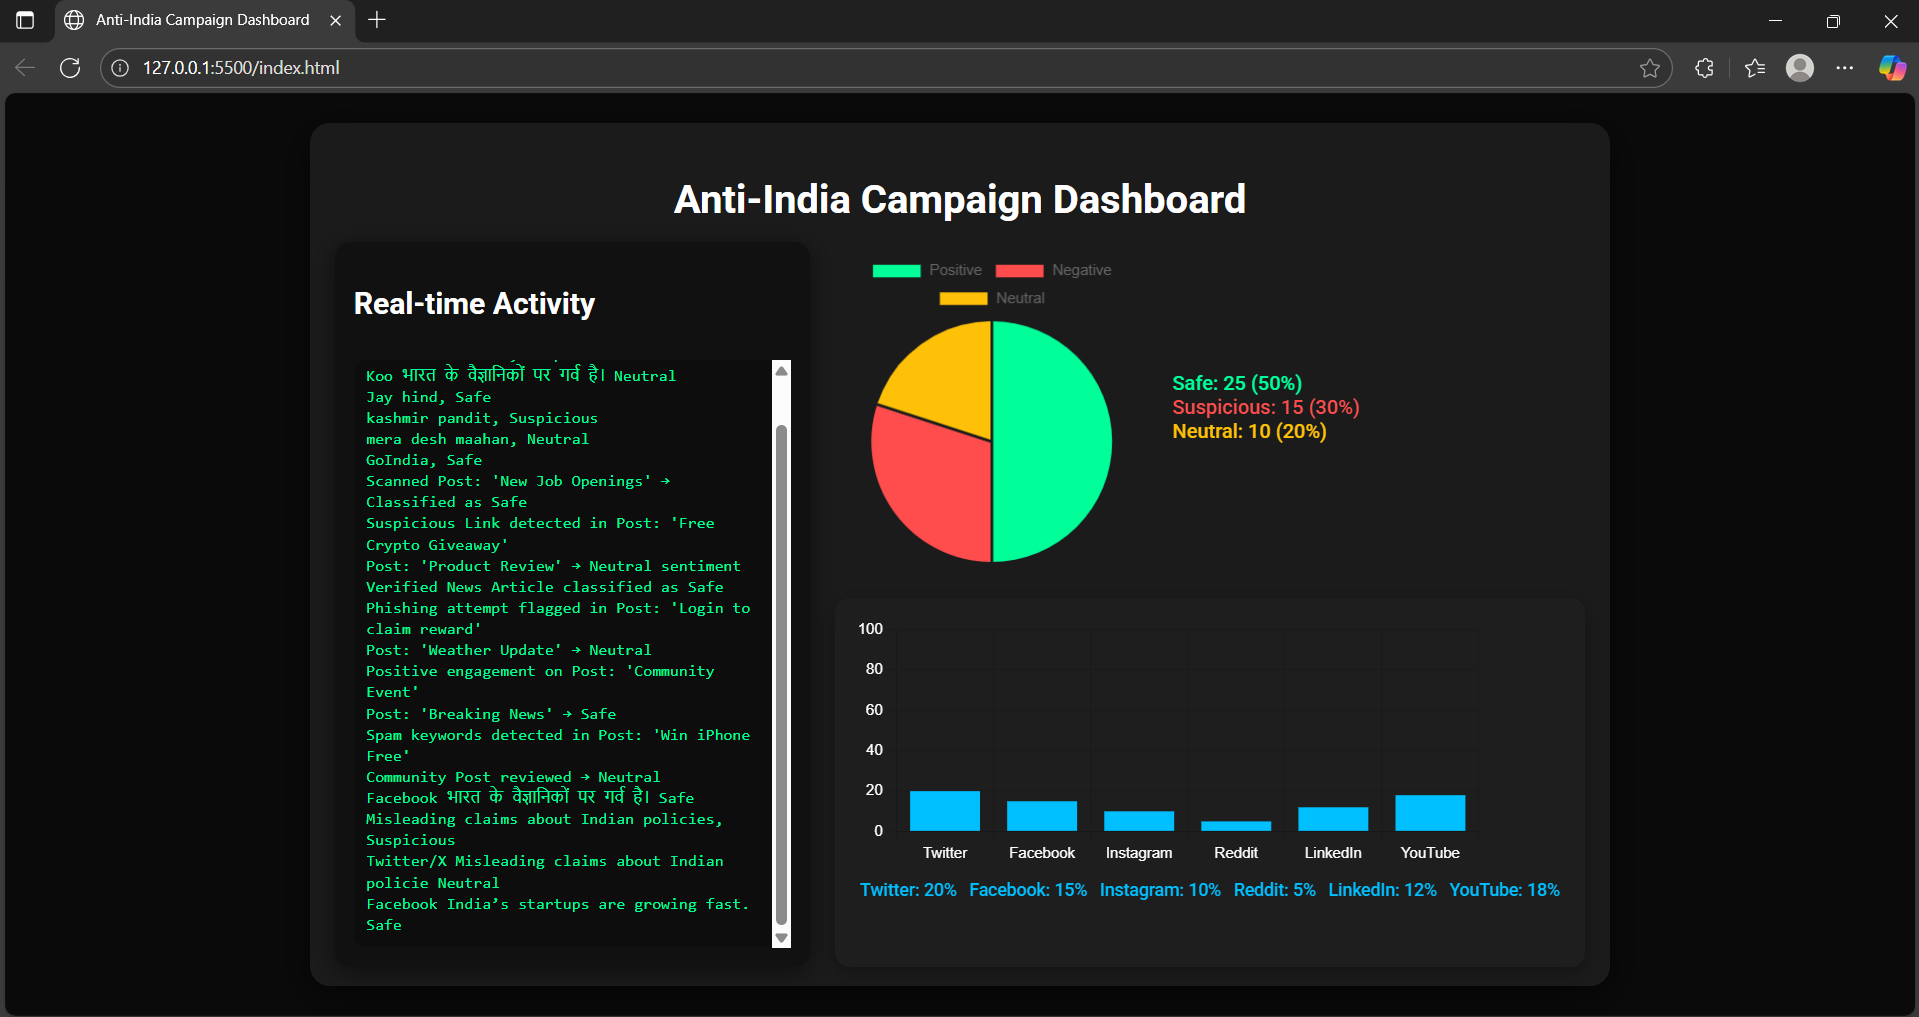 Anti-India Campaign Dashboard
127.0.0.1:5500/index.html
Anti-India Campaign Dashboard
Real-time Activity
Koo भारत के वैज्ञानिकों पर गर्व है। Neutral
Jay hind, Safe
kashmir pandit, Suspicious
mera desh maahan, Neutral
GoIndia, Safe
Scanned Post: 'New Job Openings' →
Classified as Safe
Suspicious Link detected in Post: 'Free
Crypto Giveaway'
Post: 'Product Review' → Neutral sentiment
Verified News Article classified as Safe
Phishing attempt flagged in Post: 'Login to
claim reward'
Post: 'Weather Update' → Neutral
Positive engagement on Post: 'Community
Event'
Post: 'Breaking News' → Safe
Spam keywords detected in Post: 'Win iPhone
Free'
Community Post reviewed → Neutral
Facebook भारत के वैज्ञानिकों पर गर्व है। Safe
Misleading claims about Indian policies,
Suspicious
Twitter/X Misleading claims about Indian
policie Neutral
Facebook India’s startups are growing fast.
Safe
Positive Negative
Neutral
Safe: 25 (50%)
Suspicious: 15 (30%)
Neutral: 10 (20%)
100
80
60
40
20
0
Twitter Facebook Instagram Reddit LinkedIn YouTube
Twitter: 20% Facebook: 15% Instagram: 10% Reddit: 5% LinkedIn: 12% YouTube: 18%